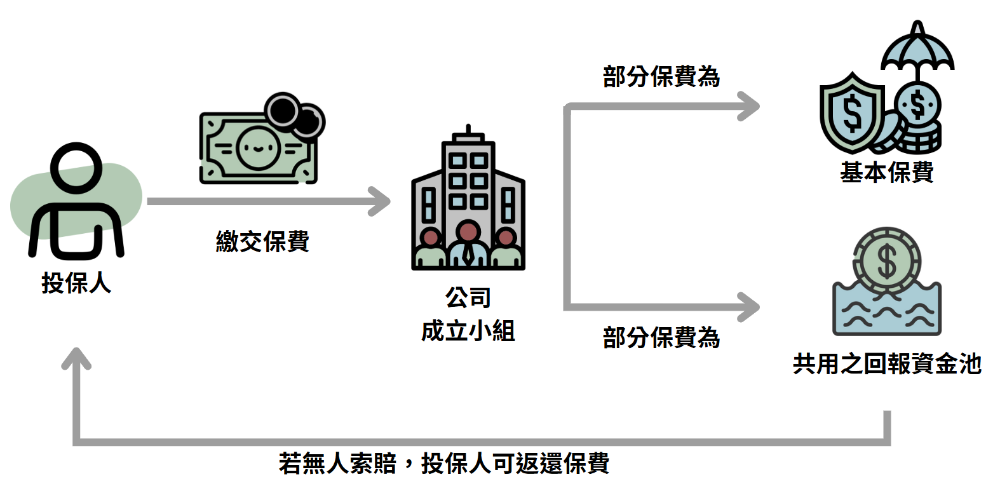 投保人
繳交保費
公司
成立小組
部分保費為
基本保費
部分保費為
共用之回報資金池
若無人索賠，投保人可返還保費